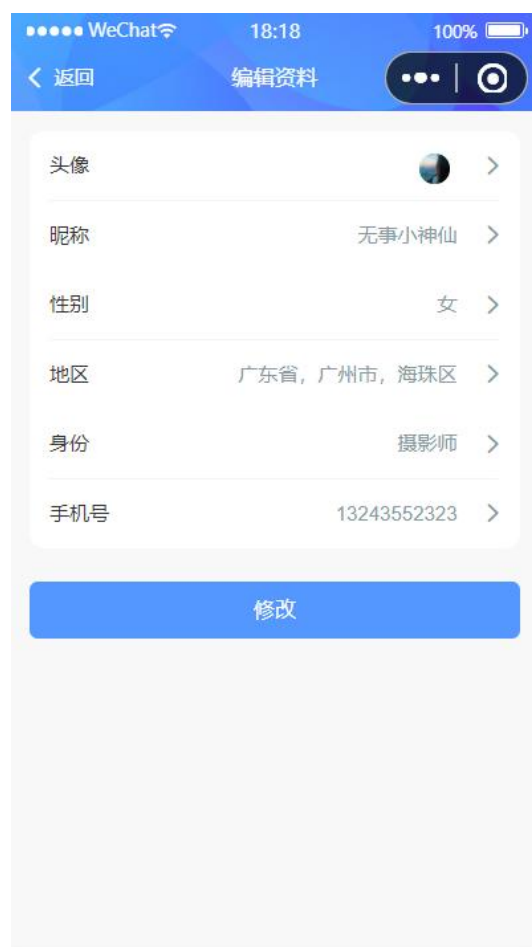 WeChat 18:18 100%
返回 编辑资料
头像
昵称 无事小神仙
性别 女
地区 广东省，广州市，海珠区
身份 摄影师
手机号 13243552323
修改